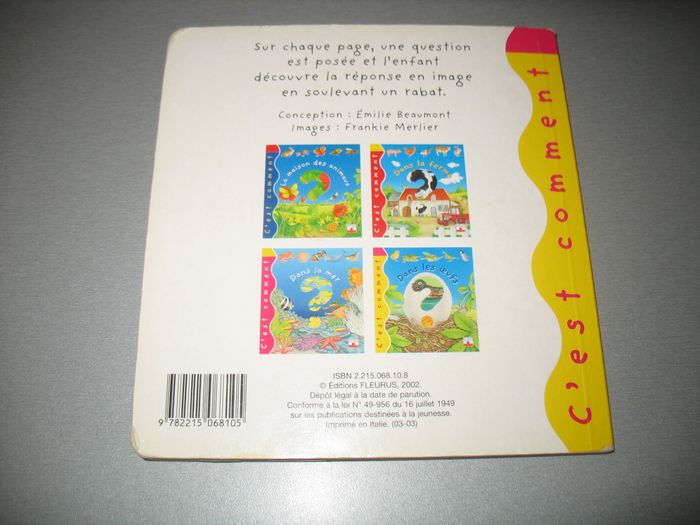 Sur chaque page, une question
est posée et l'enfant
découvre la réponse en image
en soulevant un rabat.
Conception : Émilie Beaumont
Images : Frankie Merlier
C'est comment
La maison des animaux
C'est comment
Dans la ferme
C'est comment
Dans la mer
C'est comment
Dans les œufs
ISBN 2.215.068.10.8
© Éditions FLEURUS, 2002.
Dépôt légal à la date de parution.
Conforme à la loi N° 49-956 du 16 juillet 1949
sur les publications destinées à la jeunesse.
Imprimé en Italie. (03-03)
9 782215 068105
C'est comment